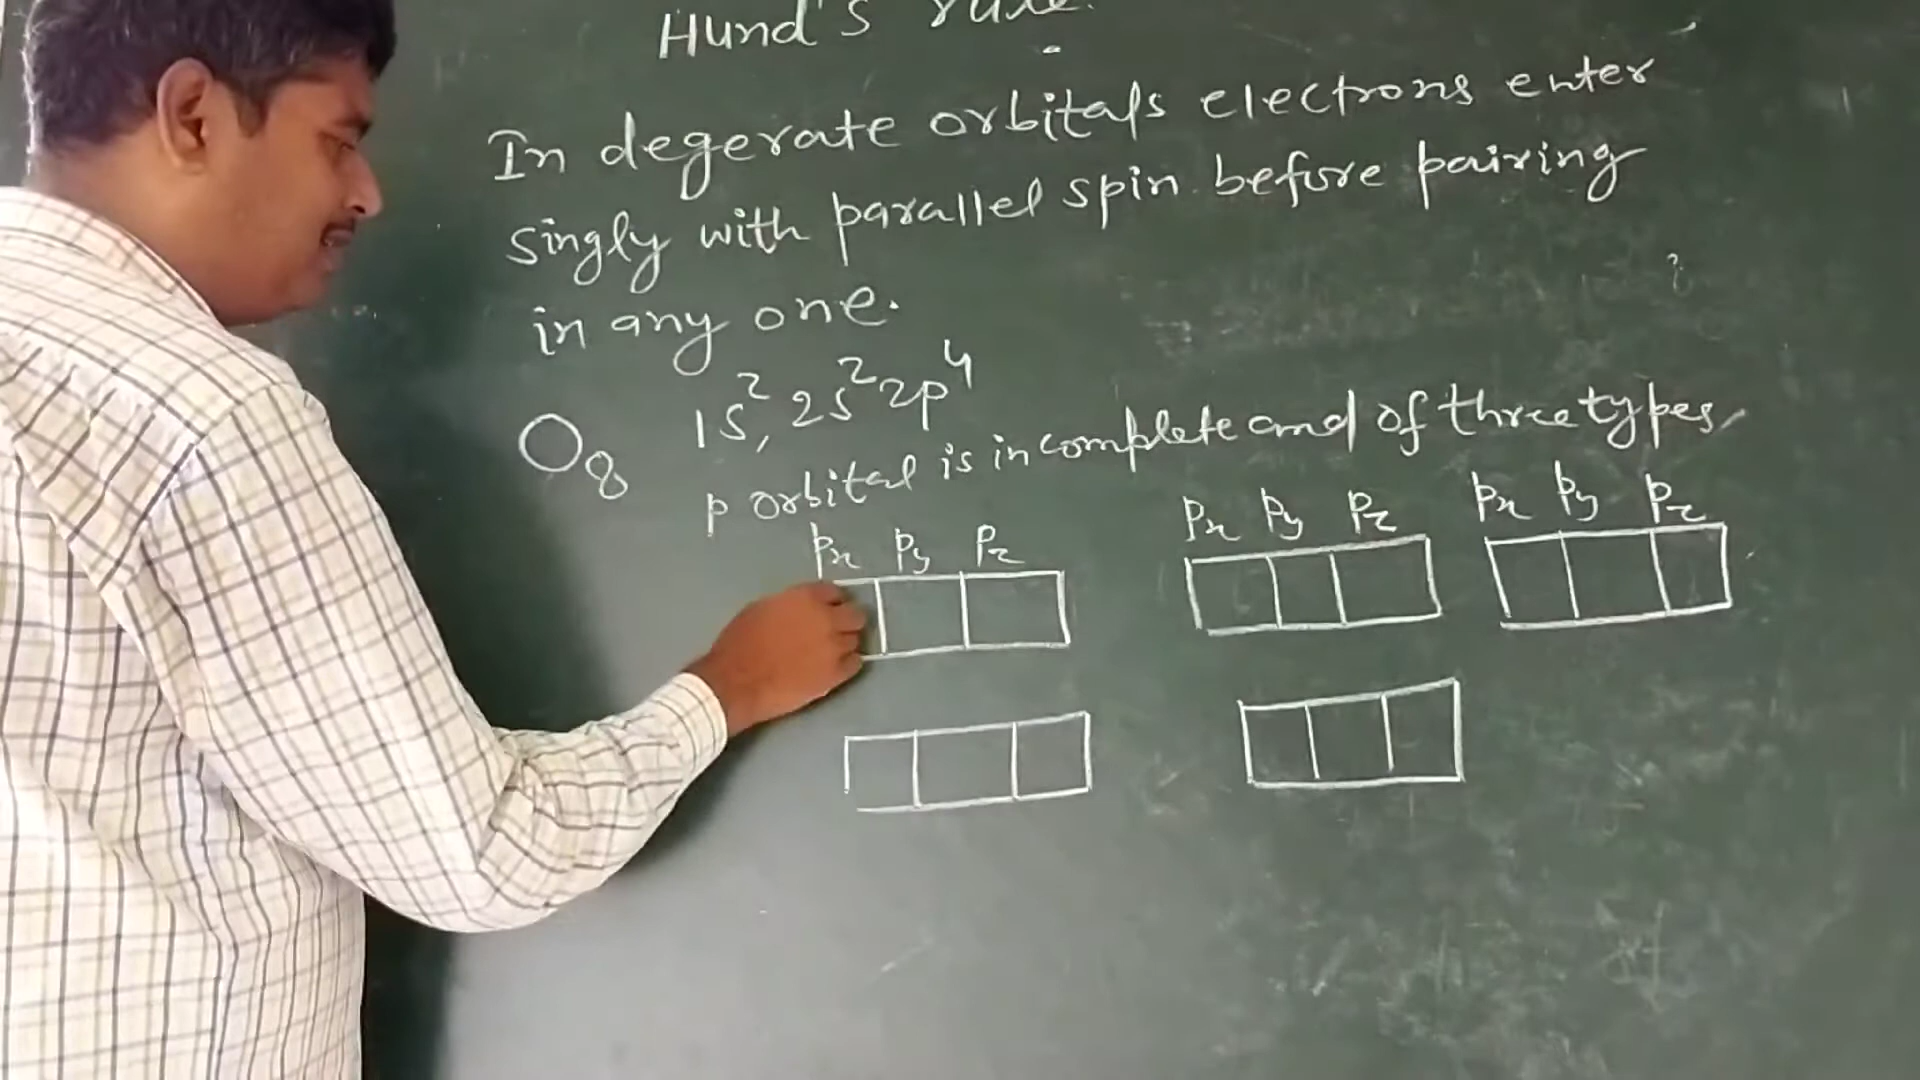 Hund's rule.
In degerate orbitals electrons enter
singly with parallel spin before pairing
in any one.
1s², 2s² 2p⁴
O₈
p orbital is incomplete and of three types,
Px Py Pz Px Py Pz Px Py Pz